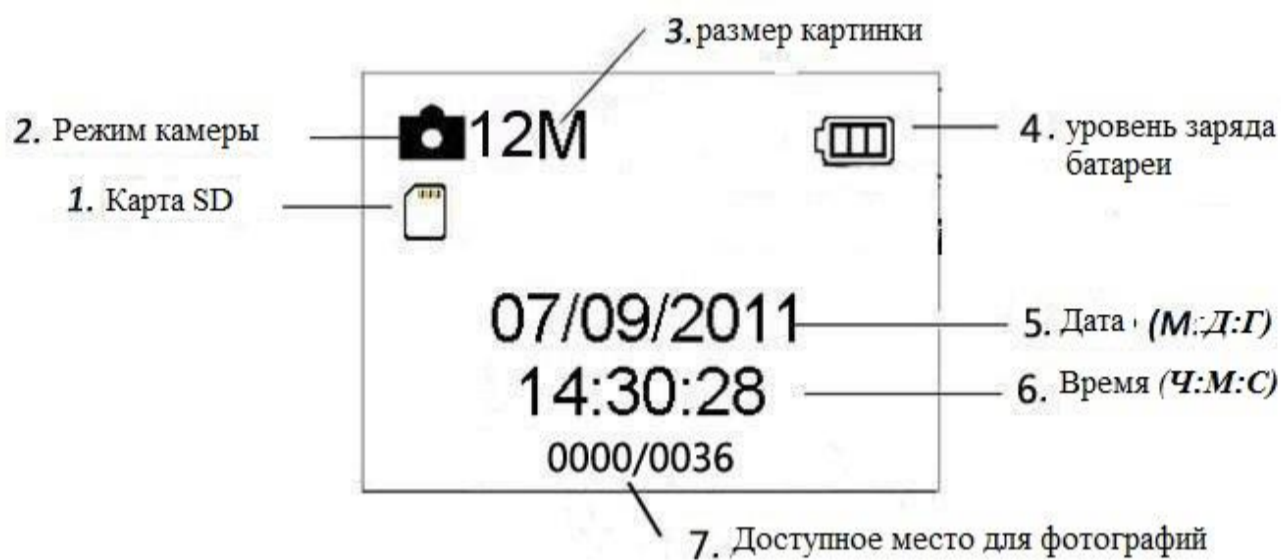 3. размер картинки
2. Режим камеры
12M
4. уровень заряда
батареи
1. Карта SD
07/09/2011
5. Дата (М:Д:Г)
14:30:28
6. Время (Ч:М:С)
0000/0036
7. Доступное место для фотографий